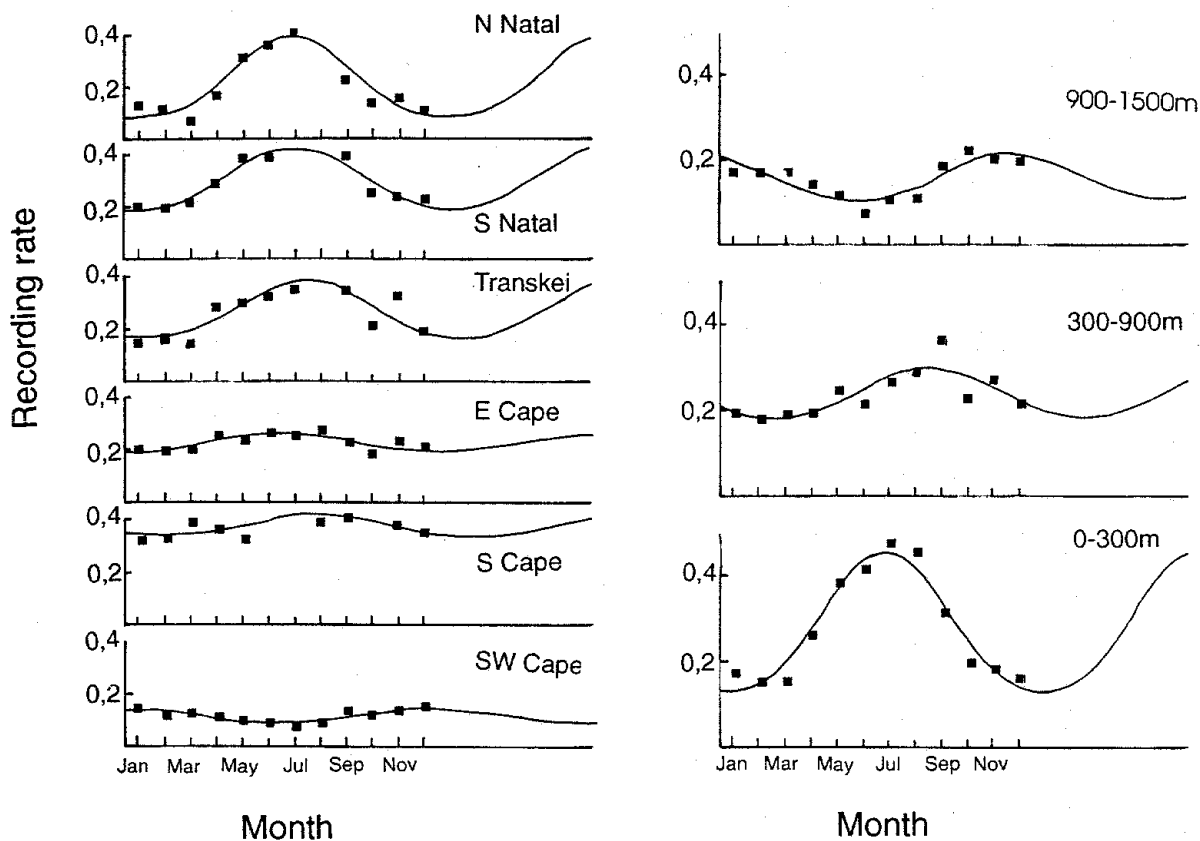 Recording rate
N Natal
0,4
0,2
0,4
0,2
S Natal
Transkei
0,4
0,2
0,4
E Cape
0,2
0,4
S Cape
0,2
0,4
SW Cape
0,2
Jan Mar May Jul Sep Nov
Month
0,4
900-1500m
0,2
0,4
300-900m
0,2
0-300m
0,4
0,2
Jan Mar May Jul Sep Nov
Month